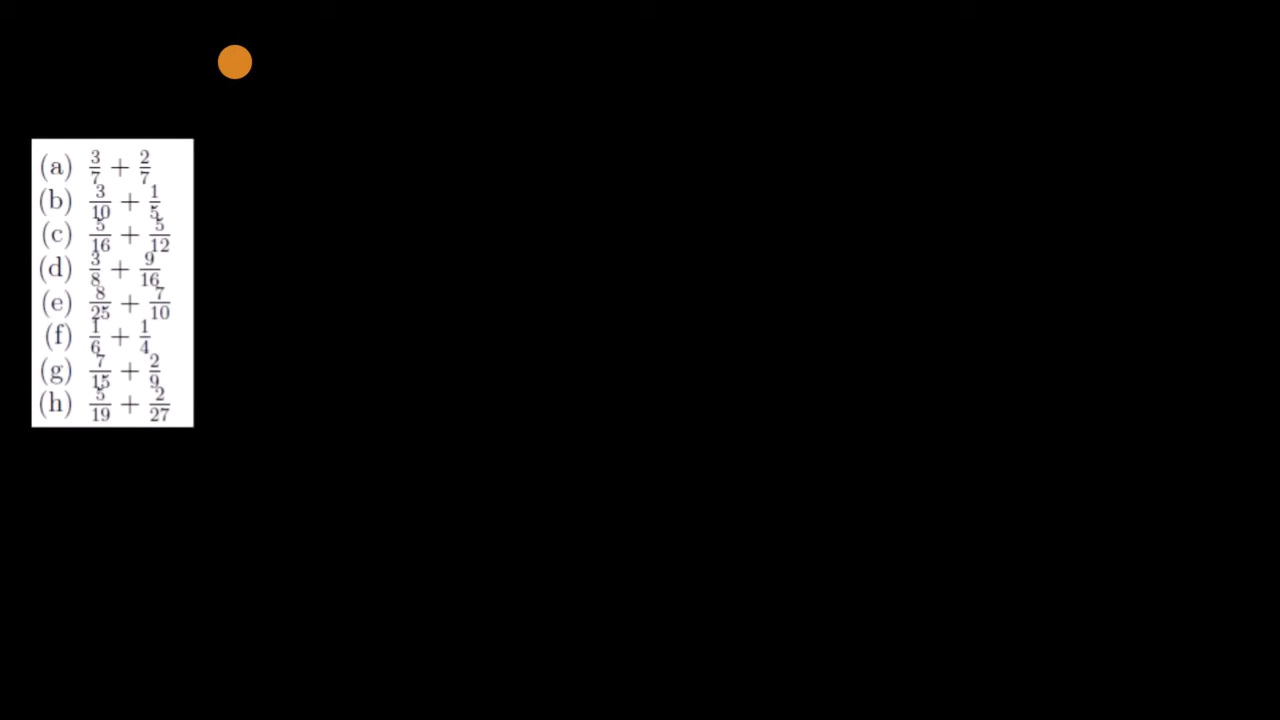 (a) 3/7 + 2/7
(b) 3/10 + 1/5
(c) 5/16 + 5/12
(d) 3/8 + 9/16
(e) 8/25 + 7/10
(f) 1/6 + 1/4
(g) 7/15 + 2/9
(h) 5/19 + 2/27